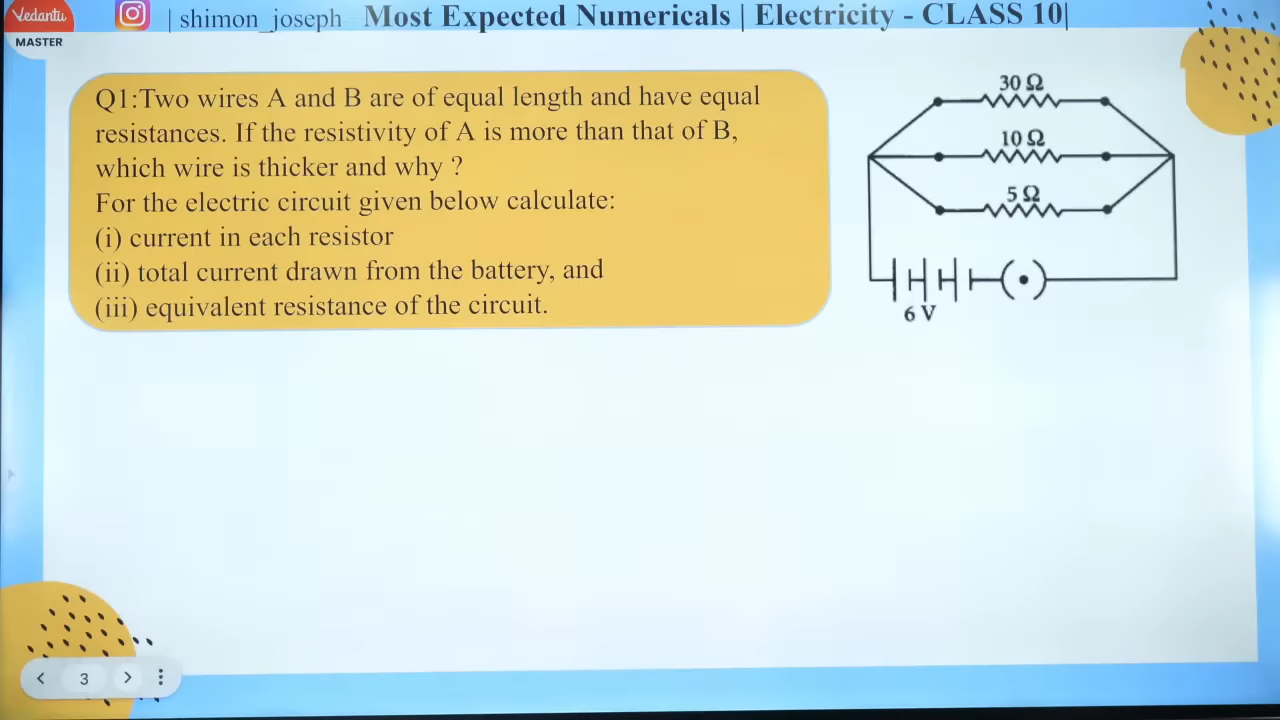 Vedantu
MASTER
| shimon_joseph Most Expected Numericals | Electricity - CLASS 10|
Q1:Two wires A and B are of equal length and have equal
resistances. If the resistivity of A is more than that of B,
which wire is thicker and why ?
For the electric circuit given below calculate:
(i) current in each resistor
(ii) total current drawn from the battery, and
(iii) equivalent resistance of the circuit.
30 Ω
10 Ω
5 Ω
6 V
3